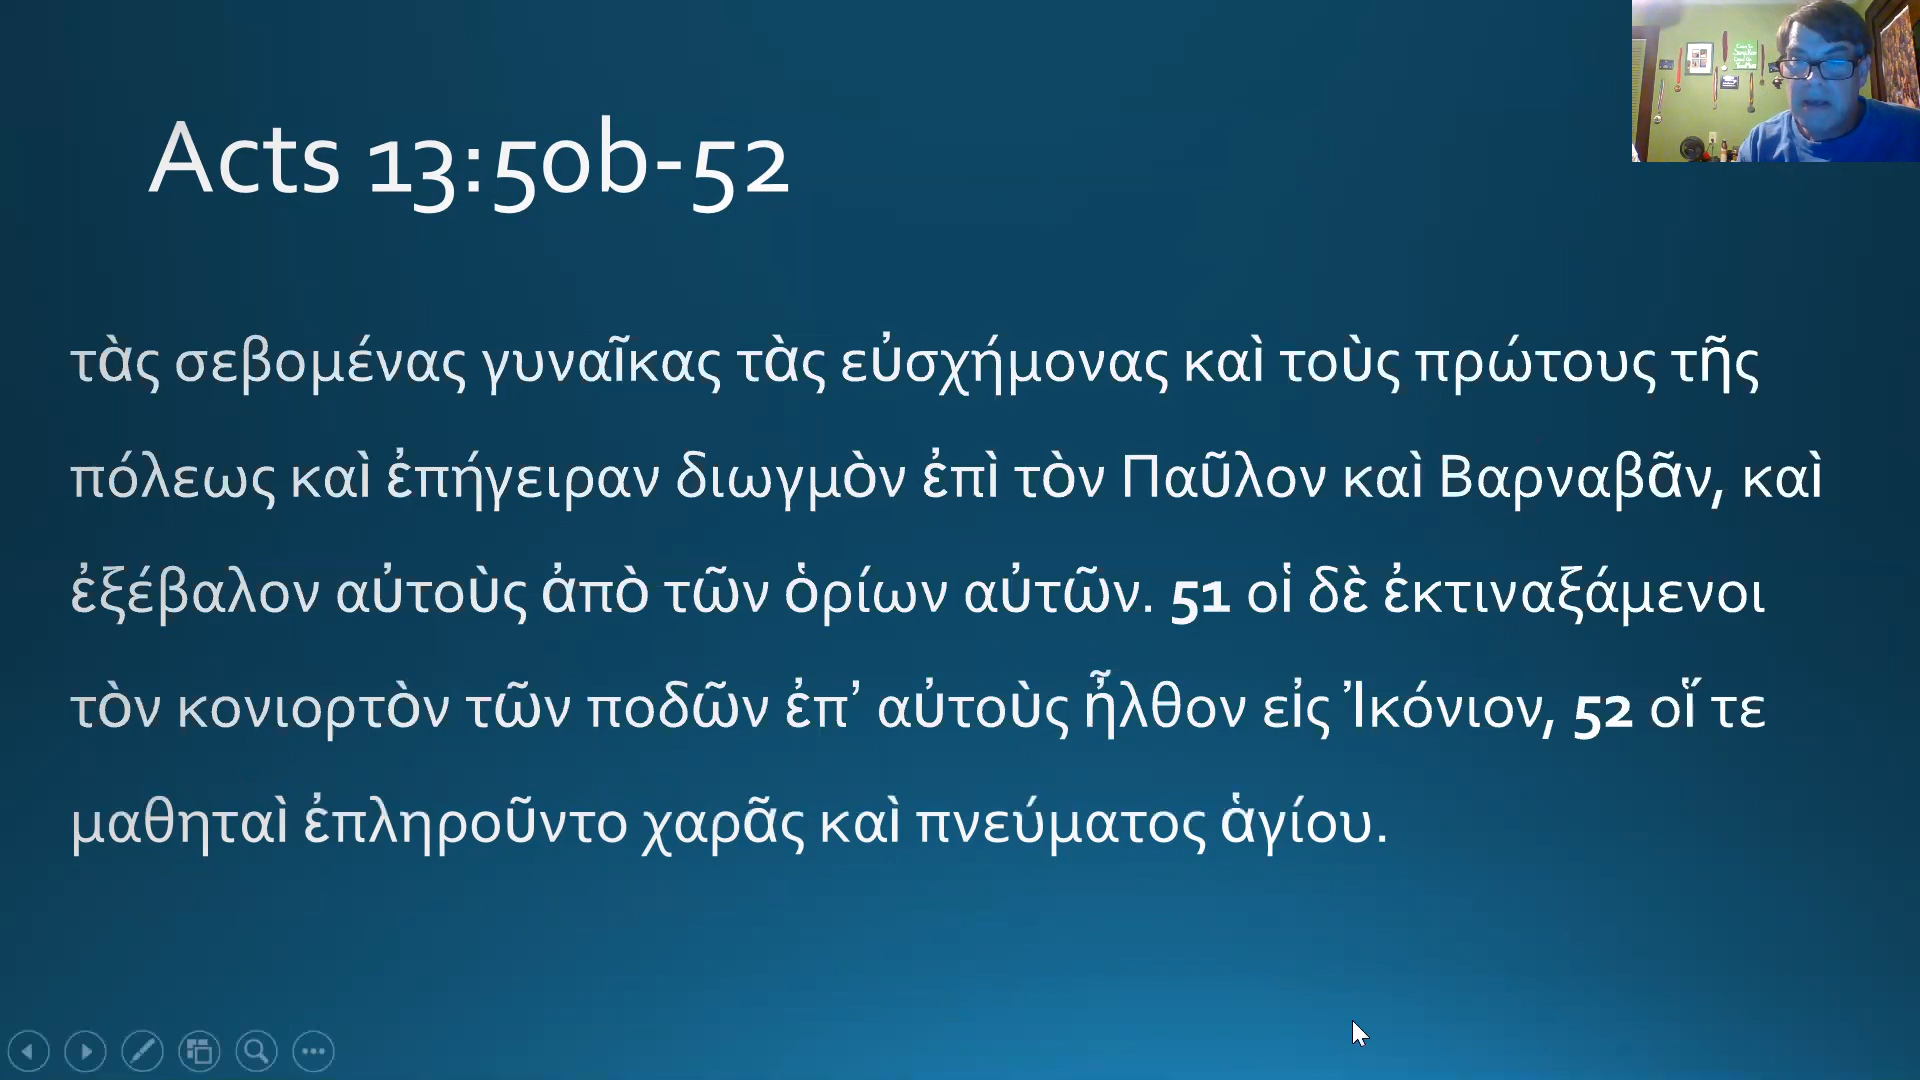 Acts 13:50b-52
τὰς σεβομένας γυναῖκας τὰς εὐσχήμονας καὶ τοὺς πρώτους τῆς
πόλεως καὶ ἐπήγειραν διωγμὸν ἐπὶ τὸν Παῦλον καὶ Βαρναβᾶν, καὶ
ἐξέβαλον αὐτοὺς ἀπὸ τῶν ὁρίων αὐτῶν. 51 οἱ δὲ ἐκτιναξάμενοι
τὸν κονιορτὸν τῶν ποδῶν ἐπ’ αὐτοὺς ἦλθον εἰς Ἰκόνιον, 52 οἵ τε
μαθηταὶ ἐπληροῦντο χαρᾶς καὶ πνεύματος ἁγίου.